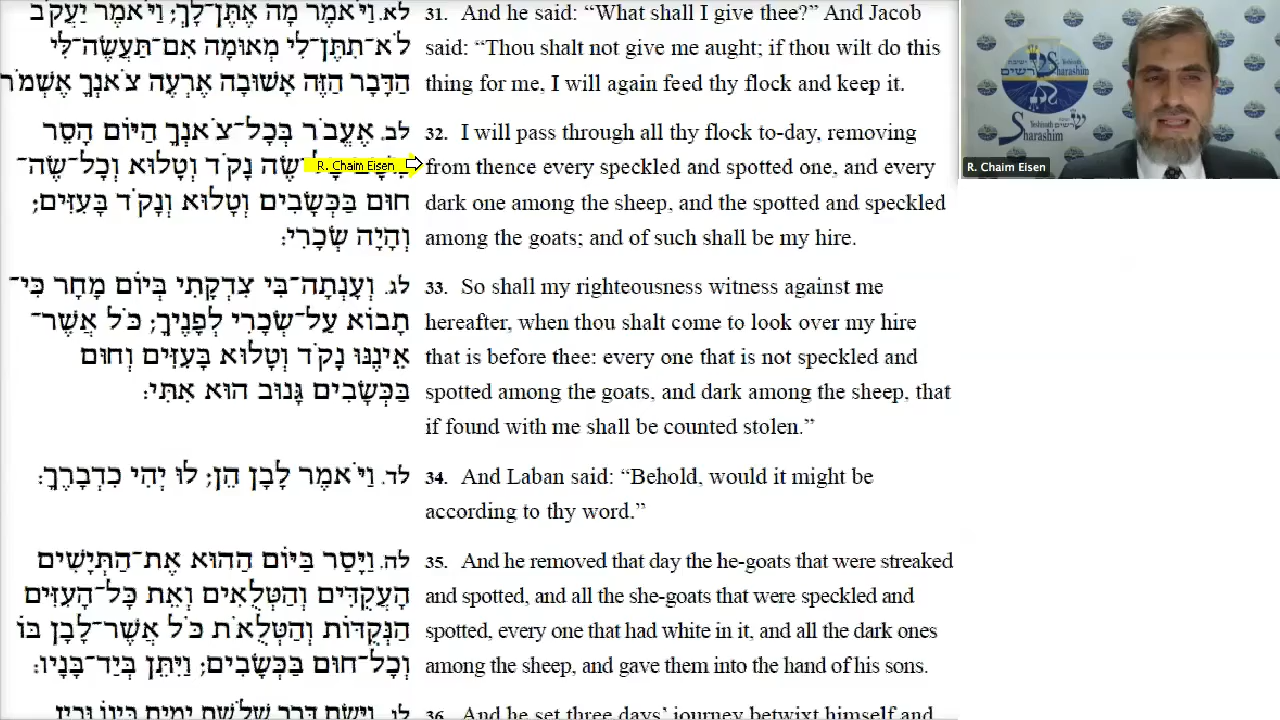 לא. וַיֹּאמֶר מָה אֶתֶּן־לָךְ; וַיֹּאמֶר יַעֲקֹב
לֹא־תִתֶּן־לִי מְאוּמָה אִם־תַּעֲשֶׂה־לִּי
הַדָּבָר הַזֶּה אָשׁוּבָה אֶרְעֶה צֹאנְךָ אֶשְׁמֹר
31. And he said: “What shall I give thee?” And Jacob
said: “Thou shalt not give me aught; if thou wilt do this
thing for me, I will again feed thy flock and keep it.
לב. אֶעֱבֹר בְּכָל־צֹאנְךָ הַיּוֹם הָסֵר
שֶׂה נָקֹד וְטָלוּא וְכָל־שֶׂה־
חוּם בַּכְּשָׂבִים וְטָלוּא וְנָקֹד בָּעִזִּים;
וְהָיָה שְׂכָרִי:
R. Chaim Eisen
32. I will pass through all thy flock to-day, removing
from thence every speckled and spotted one, and every
dark one among the sheep, and the spotted and speckled
among the goats; and of such shall be my hire.
לג. וְעָנְתָה־בִּי צִדְקָתִי בְּיוֹם מָחָר כִּי־
תָבוֹא עַל־שְׂכָרִי לְפָנֶיךָ; כֹּל אֲשֶׁר־
אֵינֶנּוּ נָקֹד וְטָלוּא בָּעִזִּים וְחוּם
בַּכְּשָׂבִים גָּנוּב הוּא אִתִּי:
33. So shall my righteousness witness against me
hereafter, when thou shalt come to look over my hire
that is before thee: every one that is not speckled and
spotted among the goats, and dark among the sheep, that
if found with me shall be counted stolen.”
לד. וַיֹּאמֶר לָבָן הֵן; לוּ יְהִי כִדְבָרֶךָ:
34. And Laban said: “Behold, would it might be
according to thy word.”
לה. וַיָּסַר בַּיּוֹם הַהוּא אֶת־הַתְּיָשִׁים
הָעֲקֻדִּים וְהַטְּלֻאִים וְאֵת כָּל־הָעִזִּים
הַנְּקֻדּוֹת וְהַטְּלֻאֹת כֹּל אֲשֶׁר־לָבָן בּוֹ
וְכָל־חוּם בַּכְּשָׂבִים; וַיִּתֵּן בְּיַד־בָּנָיו:
35. And he removed that day the he-goats that were streaked
and spotted, and all the she-goats that were speckled and
spotted, every one that had white in it, and all the dark ones
among the sheep, and gave them into the hand of his sons.
לו. וַיָּשֶׂם דֶּרֶךְ שְׁלֹשֶׁת יָמִים בֵּינוֹ וּבֵין
36. And he set three days’ journey betwixt himself and
Sharashim
Yeshivath
Sharashim
R. Chaim Eisen